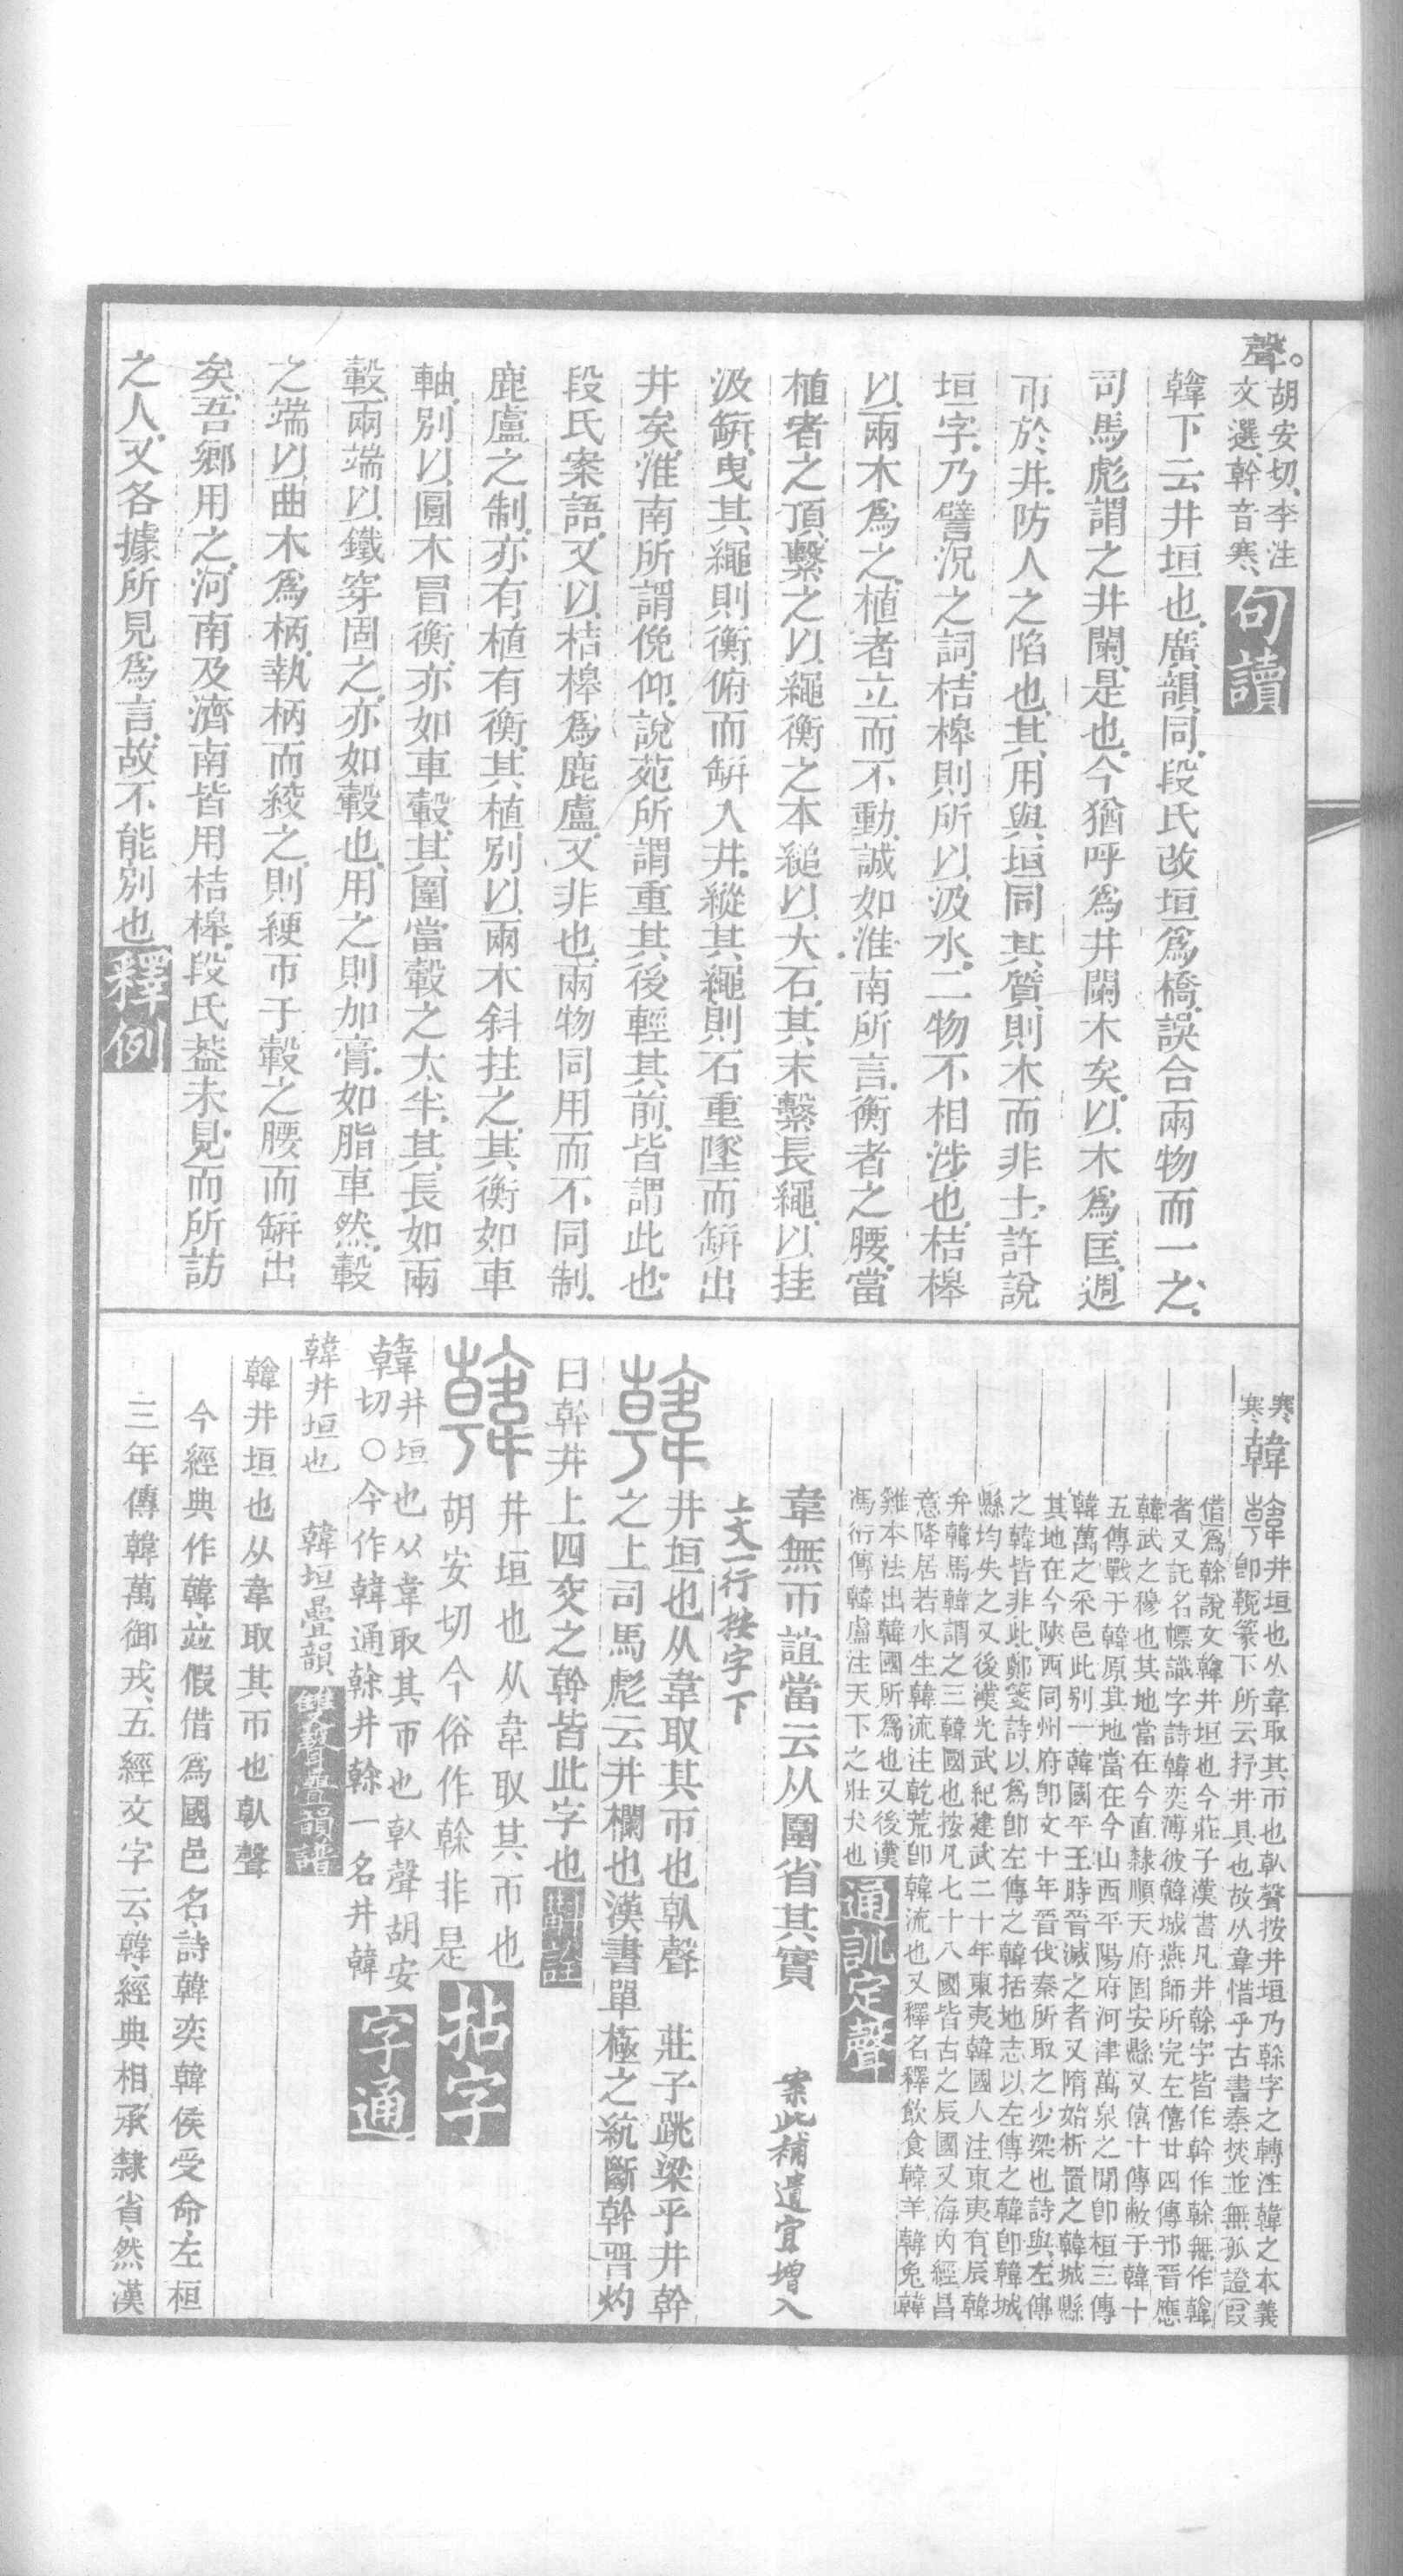 聲。胡安切、李注
文選、幹音寒、句讀
韓下云井垣也、廣韻同、段氏改垣爲橋、誤合兩物而一之、
司馬彪謂之井闌、是也、今猶呼爲井闌木矣、以木爲匡、週
帀於井、防人之陷也、其用與垣同、其質則木而非土、許說
垣字、乃譬況之詞、桔槔則所以汲水、二物不相涉也、桔槔
以兩木爲之、植者立而不動、誠如淮南所言、衡者之腰、當
植者之頂、繫之以繩、衡之本縋以大石、其末繫長繩、以挂
汲缾、曳其繩則衡俯而缾入井、縱其繩、則石重墜而缾出
井矣、淮南所謂俛仰、說苑所謂重其後輕其前、皆謂此也、
段氏案語、又以桔槔爲鹿盧、又非也、兩物同用而不同制、
鹿盧之制、亦有植有衡、其植別以兩木斜拄之、其衡如車
軸、別以圓木冒衡、亦如車轂、其圍當轂之大半、其長如兩
轂、兩端以鐵穿固之、亦如轂也、用之則加膏、如脂車然、轂
之端以曲木爲柄、執柄而綾之、則綆帀于轂之腰而缾出
矣、吾鄉用之、河南及濟南皆用桔槔、段氏葢未見、而所訪
之人、又各據所見爲言、故不能別也、釋例
寒、
寒、韓
井垣也从韋取其帀也倝聲按井垣乃榦字之轉注韓之本義
卽鞔篆下所云抒井具也故从韋惜乎古書秦焚並無孤證叚
借爲榦說文韓井垣也今莊子漢書凡井榦字皆作幹作榦無作韓
者又託名幖識字詩韓奕溥彼韓城燕師所完左僖廿四傳邘晉應
韓武之穆也其地當在今直隸順天府固安縣又僖十傳敝于韓十
五傳戰于韓原其地當在今山西平陽府河津萬泉之閒卽桓三傳
韓萬之采邑此別一韓國平王時晉滅之者又隋始析置之韓城縣
其地在今陝西同州府卽文十年晉伐秦所取之少梁也詩與左傳
之韓皆非此鄭箋詩以爲卽左傳之韓括地志以左傳之韓卽韓城
縣均失之又後漢光武紀建武二十年東夷韓國人注東夷有辰韓
弁韓馬韓謂之三韓國也按凡七十八國皆古之辰國又海內經昌
意降居若水生韓流注乾荒卽韓流也又釋名釋飲食韓羊韓兔韓
雞本法出韓國所爲也又後漢
馮衍傳韓盧注天下之壯犬也通訓定聲
韋無帀誼當云从圍省其實　案此補遺宜增入
上文一行按字下
井垣也从韋取其帀也倝聲　莊子跳梁乎井幹
之上司馬彪云井欄也漢書單極之統斷幹晉灼
曰幹井上四交之幹皆此字也斠詮
井垣也从韋取其帀也
胡安切今俗作榦非是拈字
韓井垣也从韋取其帀也倝聲胡安
切〇今作韓通榦井榦一名井韓字通
韓井垣也　韓垣疊韻雙聲疊韻譜
韓井垣也从韋取其帀也倝聲
今經典作韓、竝假借爲國邑名、詩韓奕韓侯受命、左桓
三年傳韓萬御戎、五經文字云、韓、經典相承隸省、然漢